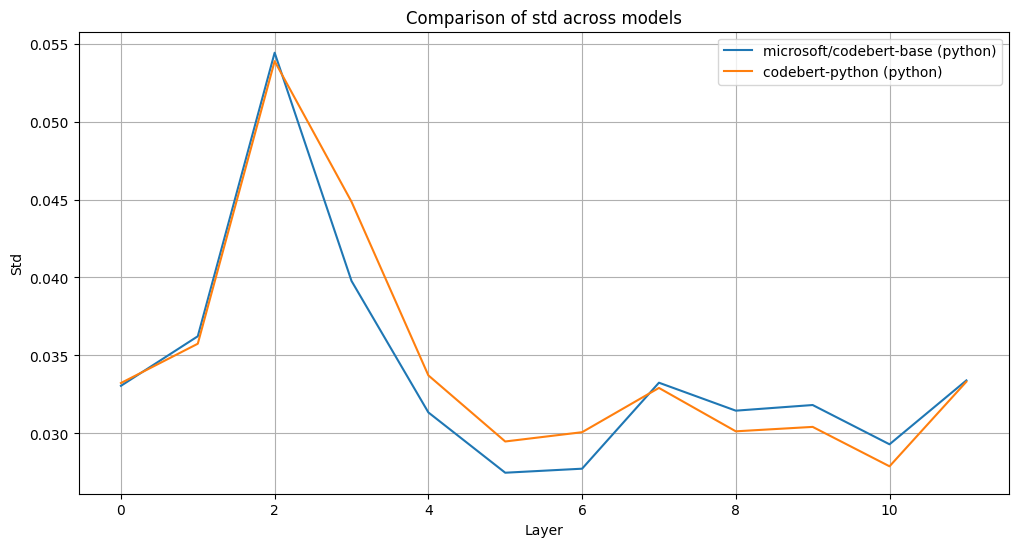 Comparison of std across models
microsoft/codebert-base (python)
codebert-python (python)
Std
0.055
0.050
0.045
0.040
0.035
0.030
0 2 4 6 8 10
Layer